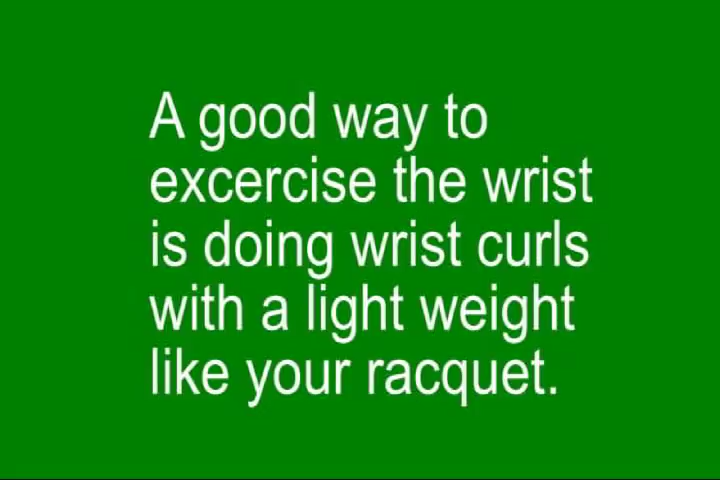 A good way to
excercise the wrist
is doing wrist curls
with a light weight
like your racquet.